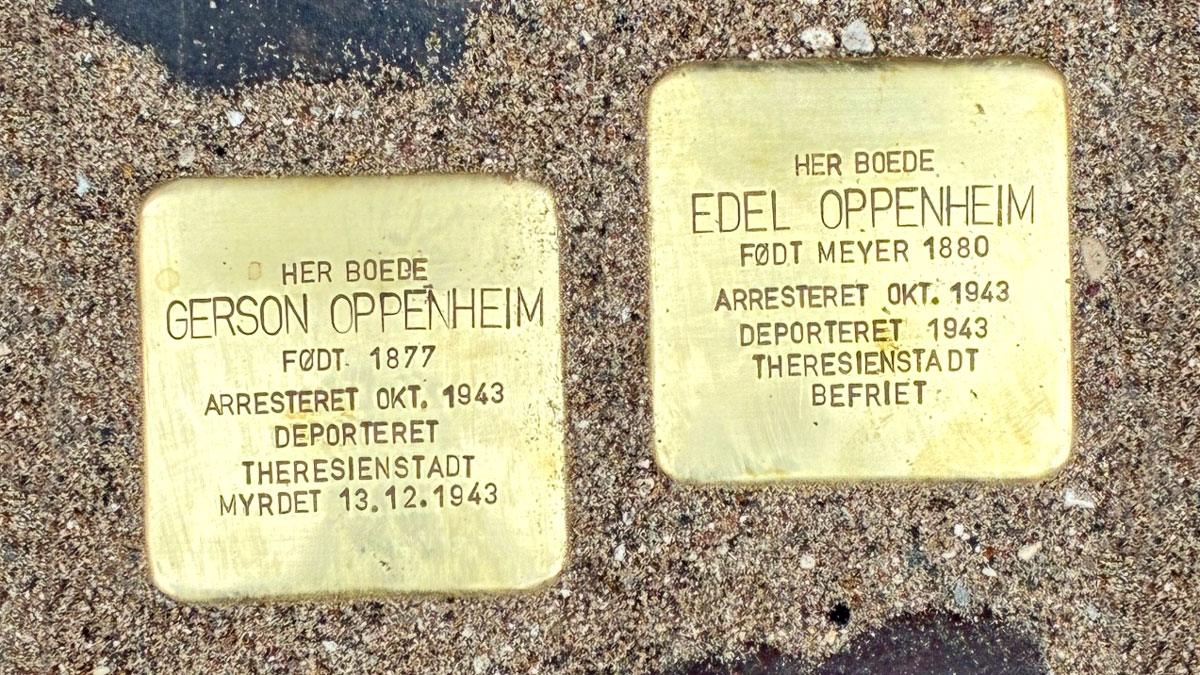 HER BOEDE
GERSON OPPENHEIM
FØDT 1877
ARRESTERET OKT. 1943
DEPORTERET
THERESIENSTADT
MYRDET 13.12.1943
HER BOEDE
EDEL OPPENHEIM
FØDT MEYER 1880
ARRESTERET OKT. 1943
DEPORTERET 1943
THERESIENSTADT
BEFRIET